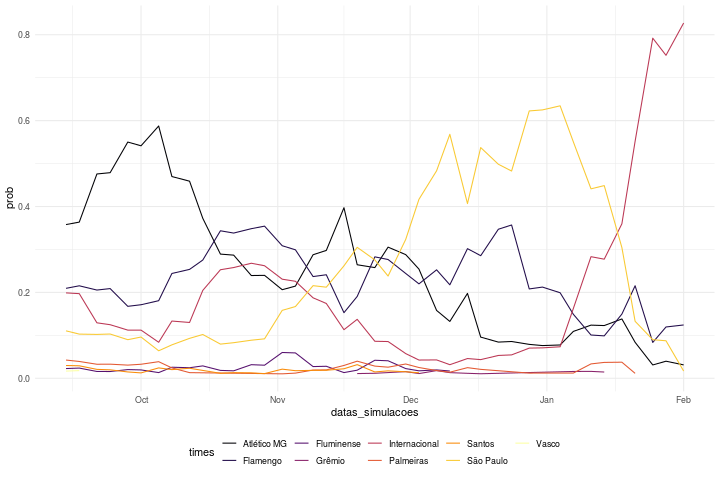 0.8
0.6
prob
0.4
0.2
0.0
Oct Nov Dec Jan Feb
datas_simulacoes
times
Atlético MG Fluminense Internacional Santos Vasco
Flamengo Grêmio Palmeiras São Paulo